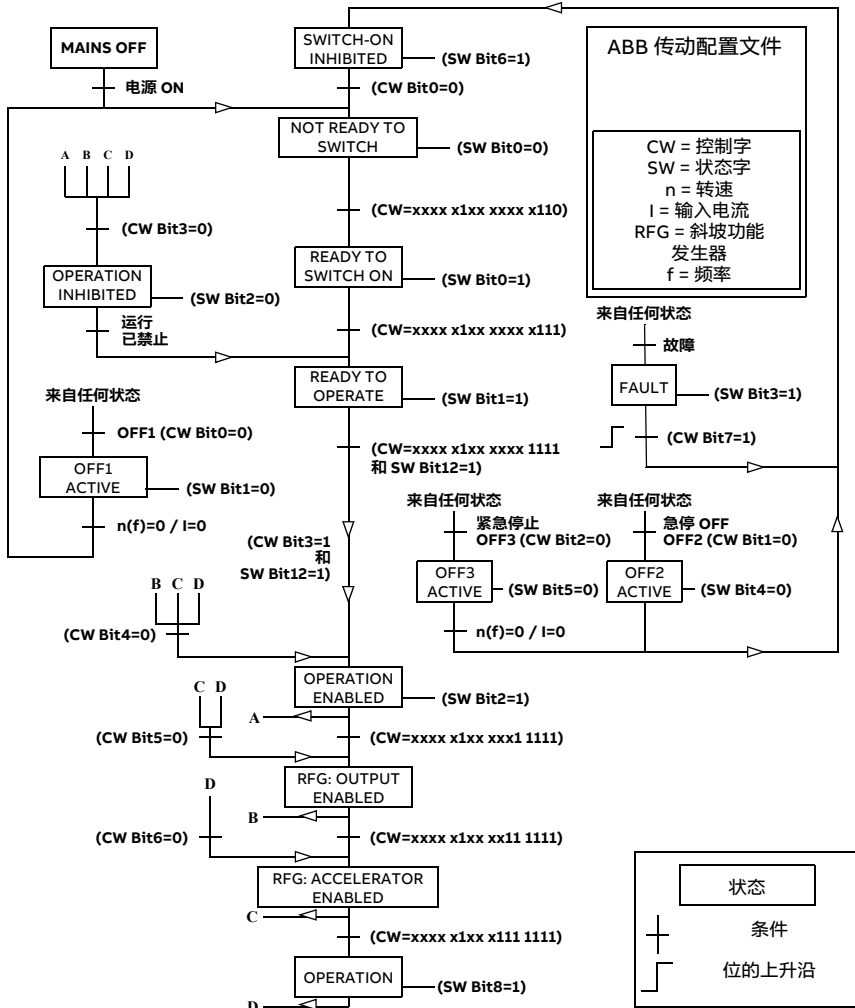 MAINS OFF
电源 ON
SWITCH-ON
INHIBITED
(SW Bit6=1)
(CW Bit0=0)
NOT READY TO
SWITCH
(SW Bit0=0)
A B C D
(CW Bit3=0)
OPERATION
INHIBITED
(SW Bit2=0)
运行
已禁止
(CW=xxxx x1xx xxxx x110)
READY TO
SWITCH ON
(SW Bit0=1)
(CW=xxxx x1xx xxxx x111)
READY TO
OPERATE
(SW Bit1=1)
(CW=xxxx x1xx xxxx 1111
和 SW Bit12=1)
ABB 传动配置文件
CW = 控制字
SW = 状态字
n = 转速
I = 输入电流
RFG = 斜坡功能
发生器
f = 频率
来自任何状态
故障
FAULT
(SW Bit3=1)
(CW Bit7=1)
来自任何状态
OFF1 (CW Bit0=0)
OFF1
ACTIVE
(SW Bit1=0)
n(f)=0 / I=0
(CW Bit3=1
和
SW Bit12=1)
来自任何状态
紧急停止
OFF3 (CW Bit2=0)
OFF3
ACTIVE
(SW Bit5=0)
n(f)=0 / I=0
来自任何状态
急停 OFF
OFF2 (CW Bit1=0)
OFF2
ACTIVE
(SW Bit4=0)
B C D
(CW Bit4=0)
OPERATION
ENABLED
(SW Bit2=1)
A
C D
(CW Bit5=0)
(CW=xxxx x1xx xxx1 1111)
RFG: OUTPUT
ENABLED
B
D
(CW Bit6=0)
(CW=xxxx x1xx xx11 1111)
RFG: ACCELERATOR
ENABLED
C
(CW=xxxx x1xx x111 1111)
OPERATION
(SW Bit8=1)
D
状态
条件
位的上升沿